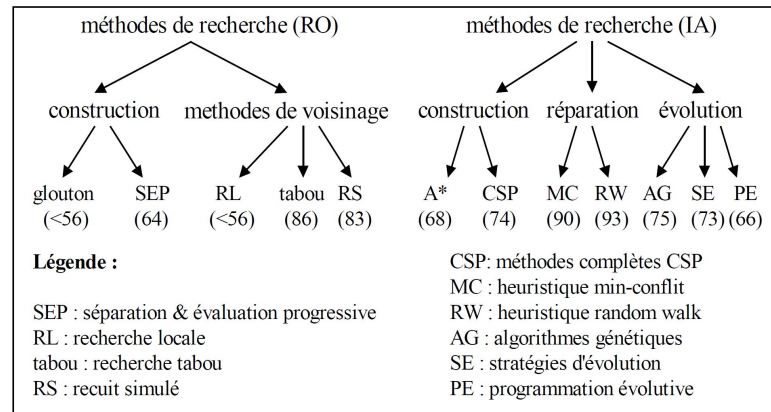 méthodes de recherche (RO)
méthodes de recherche (IA)
construction
methodes de voisinage
construction
réparation
évolution
glouton
SEP
RL
tabou
RS
A*
CSP
MC
RW
AG
SE
PE
(<56)
(64)
(<56)
(86)
(83)
(68)
(74)
(90)
(93)
(75)
(73)
(66)
Légende :
SEP : séparation & évaluation progressive
RL : recherche locale
tabou : recherche tabou
RS : recuit simulé
CSP: méthodes complètes CSP
MC : heuristique min-conflit
RW : heuristique random walk
AG : algorithmes génétiques
SE : stratégies d'évolution
PE : programmation évolutive